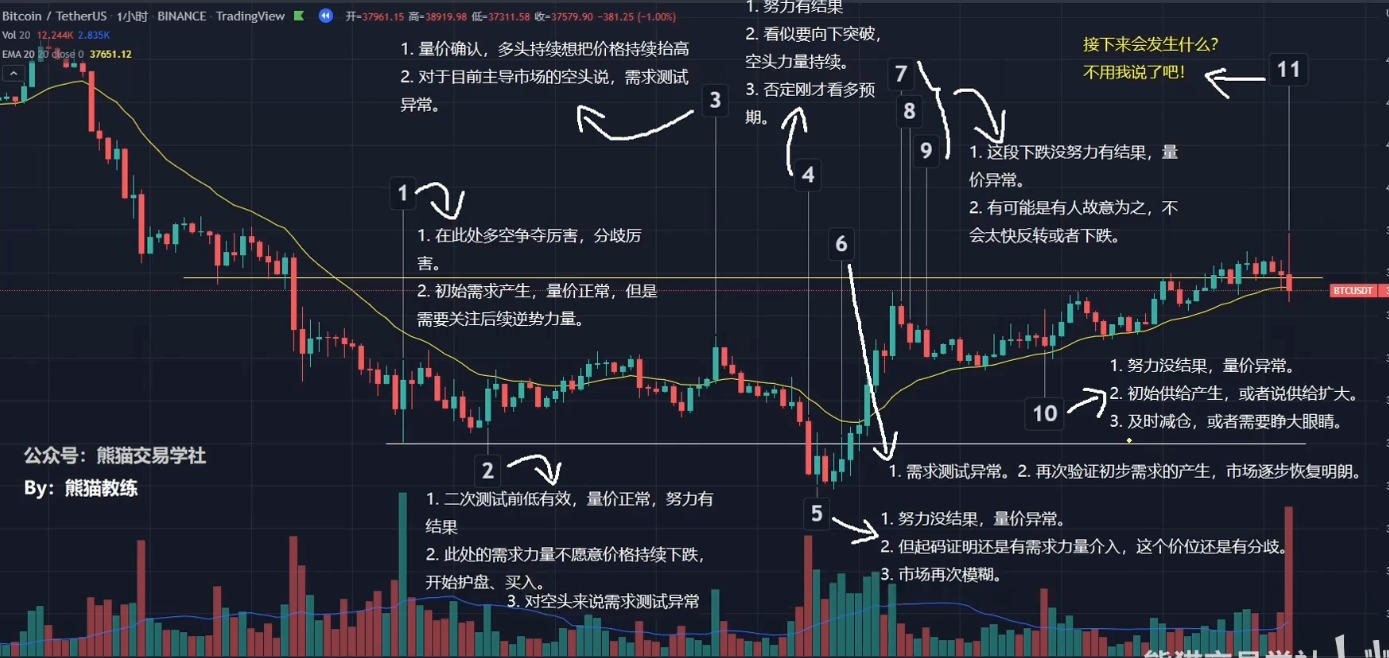 Bitcoin / TetherUS · 1小时 · BINANCE · TradingView 开=37961.15 高=38919.98 低=37311.58 收=37579.90 -381.25 (-1.00%)
Vol 20 12.244K 2.835K
EMA 20 20 close 0 37651.12
1. 量价确认，多头持续想把价格持续抬高
2. 对于目前主导市场的空头说，需求测试
异常。
3
1. 努力有结果
2. 看似要向下突破，
空头力量持续。
3. 否定刚才看多预
期。
4
7
8
9
接下来会发生什么？
不用我说了吧！
11
1. 这段下跌没努力有结果，量
价异常。
2. 有可能是有人故意为之，不
会太快反转或者下跌。
1
1. 在此处多空争夺厉害，分歧厉
害。
2. 初始需求产生，量价正常，但是
需要关注后续逆势力量。
6
BTCUSDT
10
1. 努力没结果，量价异常。
2. 初始供给产生，或者说供给扩大。
3. 及时减仓，或者需要睁大眼睛。
公众号：熊猫交易学社
By：熊猫教练
2
1. 二次测试前低有效，量价正常，努力有
结果
2. 此处的需求力量不愿意价格持续下跌，
开始护盘、买入。
3. 对空头来说需求测试异常
1. 需求测试异常。2. 再次验证初步需求的产生，市场逐步恢复明朗。
5
1. 努力没结果，量价异常。
2. 但起码证明还是有需求力量介入，这个价位还是有分歧。
3. 市场再次模糊。